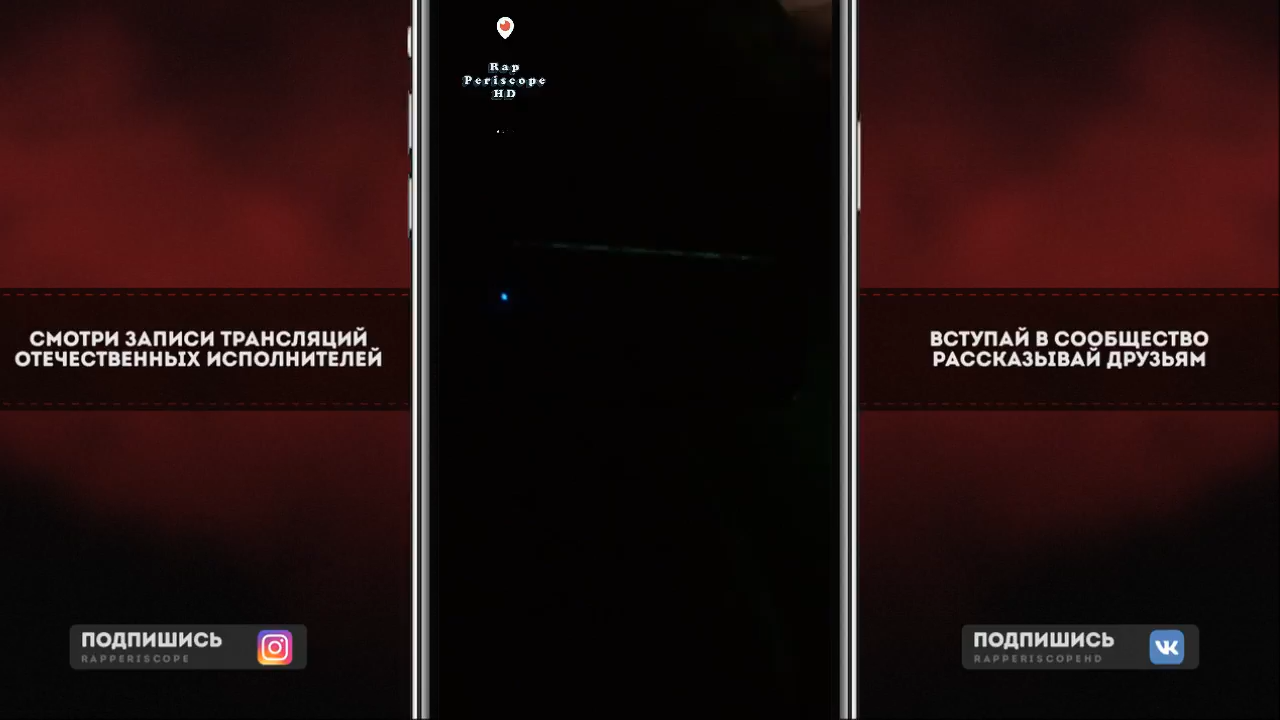 Rap
Periscope
HD
СМОТРИ ЗАПИСИ ТРАНСЛЯЦИЙ
ОТЕЧЕСТВЕННЫХ ИСПОЛНИТЕЛЕЙ
ВСТУПАЙ В СООБЩЕСТВО
РАССКАЗЫВАЙ ДРУЗЬЯМ
ПОДПИШИСЬ
RAPPERISCOPE
ПОДПИШИСЬ
RAPPERISCOPEHD